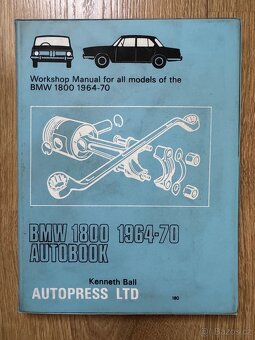 Workshop Manual for all models of the
BMW 1800 1964-70
BMW 1800 1964-70
AUTOBOOK
Kenneth Ball
AUTOPRESS LTD
180